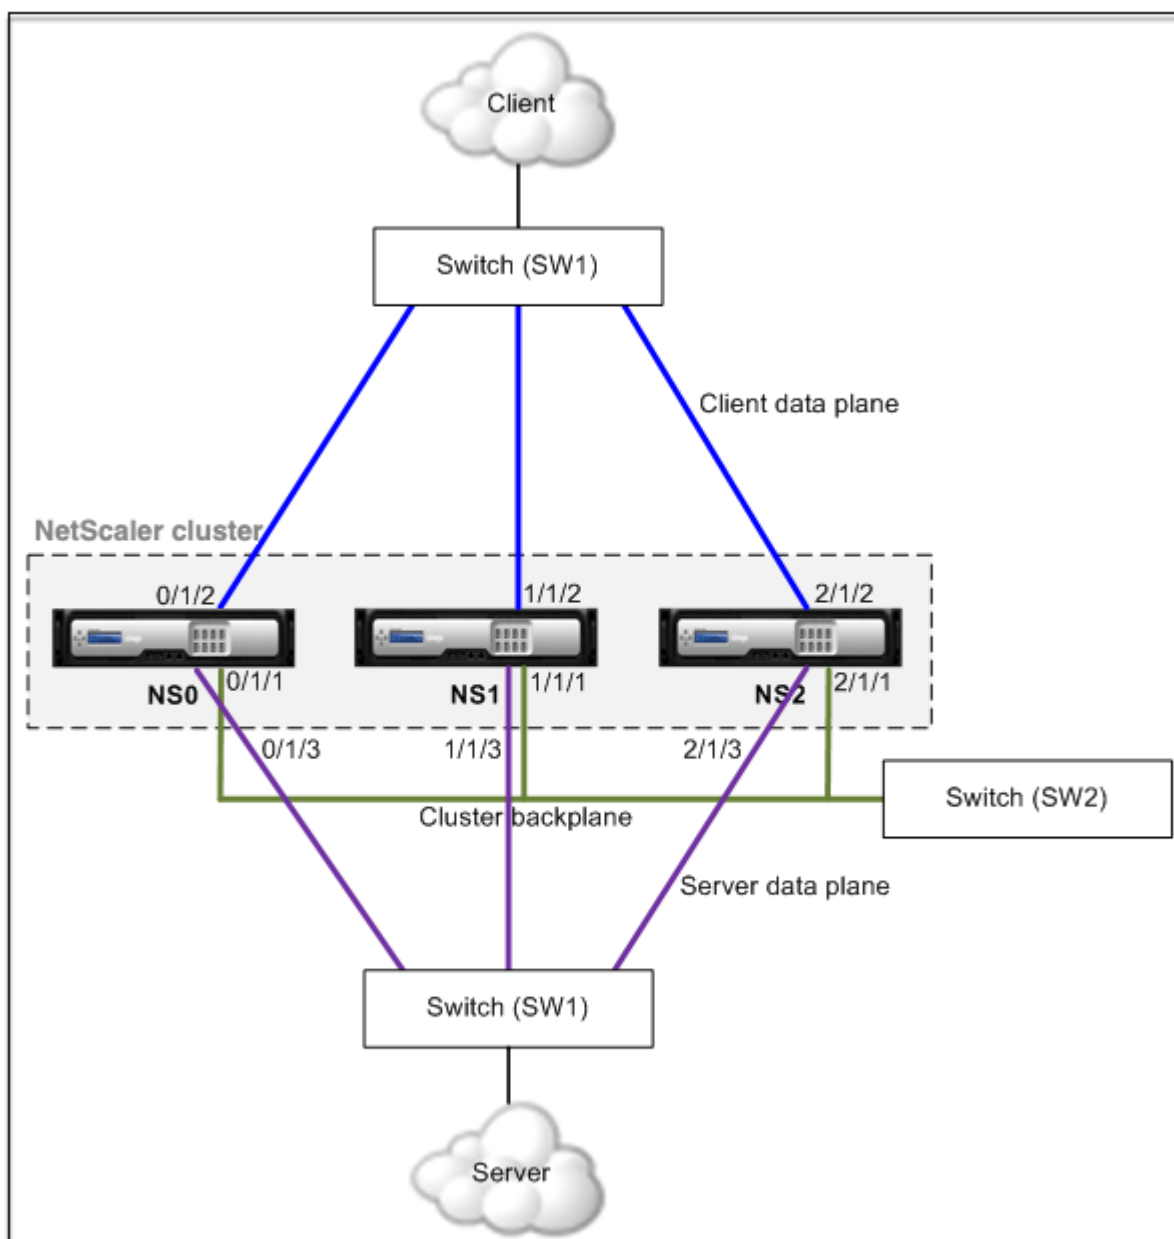 Client
Switch (SW1)
Client data plane
NetScaler cluster
0/1/2
1/1/2
2/1/2
0/1/1
1/1/1
2/1/1
NS0
NS1
NS2
0/1/3
1/1/3
2/1/3
Switch (SW2)
Cluster backplane
Server data plane
Switch (SW1)
Server